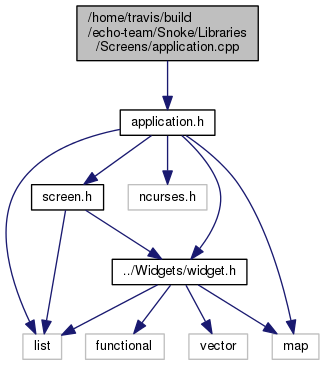 /home/travis/build
/echo-team/Snoke/Libraries
/Screens/application.cpp
application.h
screen.h
ncurses.h
../Widgets/widget.h
list
functional
vector
map